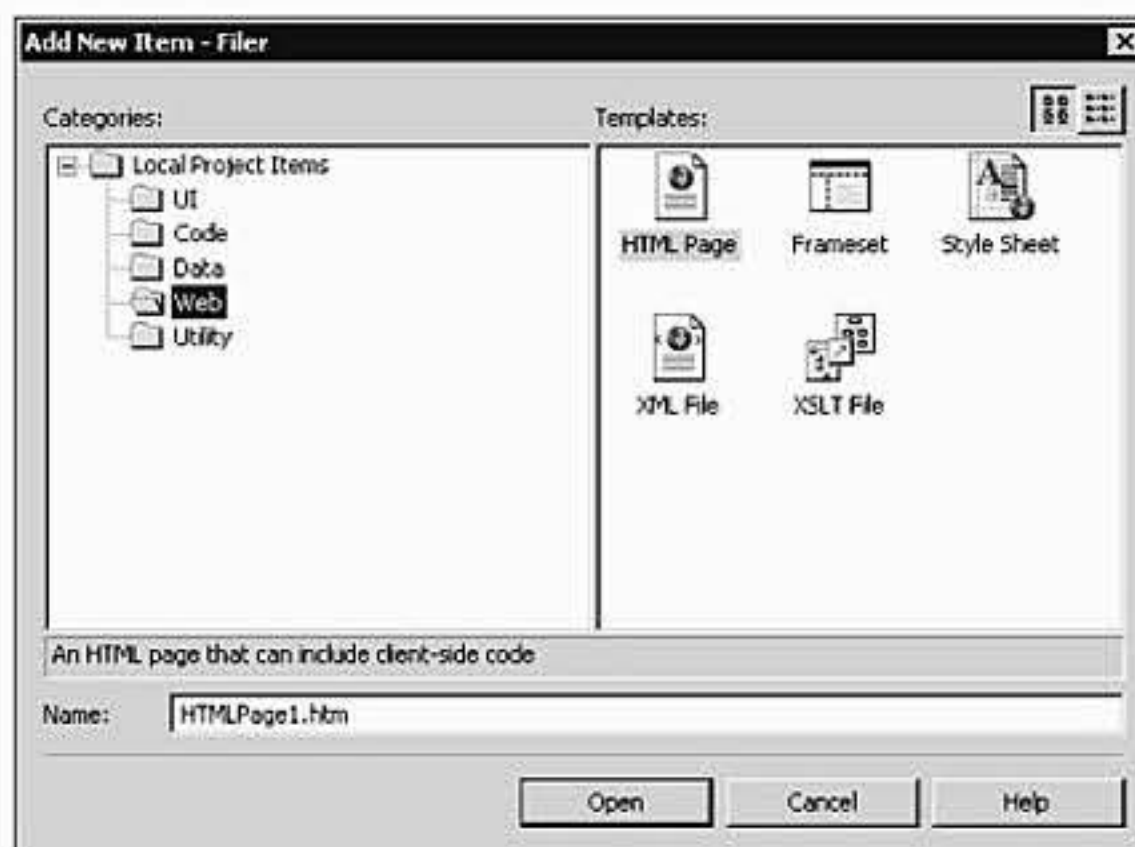 Add New Item - Filer
Categories:
Templates:
Local Project Items
UI
Code
Data
Web
Utility
HTML Page
Frameset
Style Sheet
XML File
XSLT File
An HTML page that can include client-side code
Name:
HTMLPage1.htm
Open
Cancel
Help